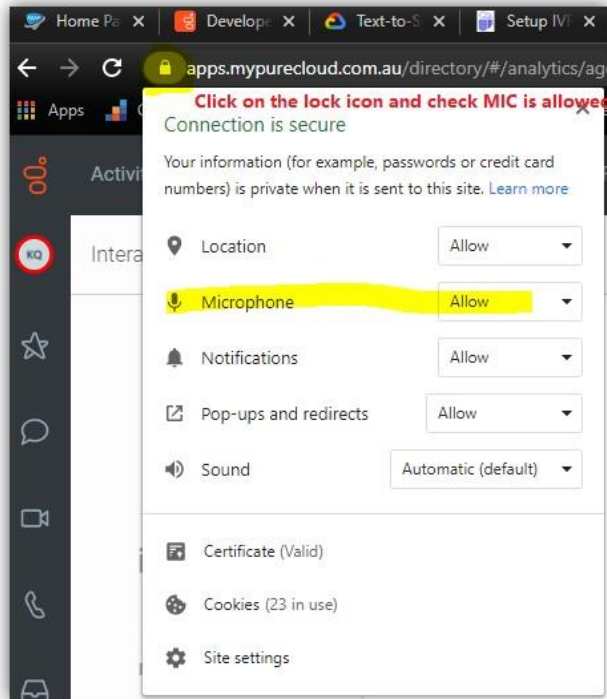 Home Pa
Develope
Text-to-S
Setup IVR
apps.mypurecloud.com.au/directory/#/analytics/ag
Apps
Click on the lock icon and check MIC is allowed
Connection is secure
Your information (for example, passwords or credit card
numbers) is private when it is sent to this site. Learn more
Activi
KQ
Intera
Location
Allow
Microphone
Allow
Notifications
Allow
Pop-ups and redirects
Allow
Sound
Automatic (default)
Certificate (Valid)
Cookies (23 in use)
Site settings